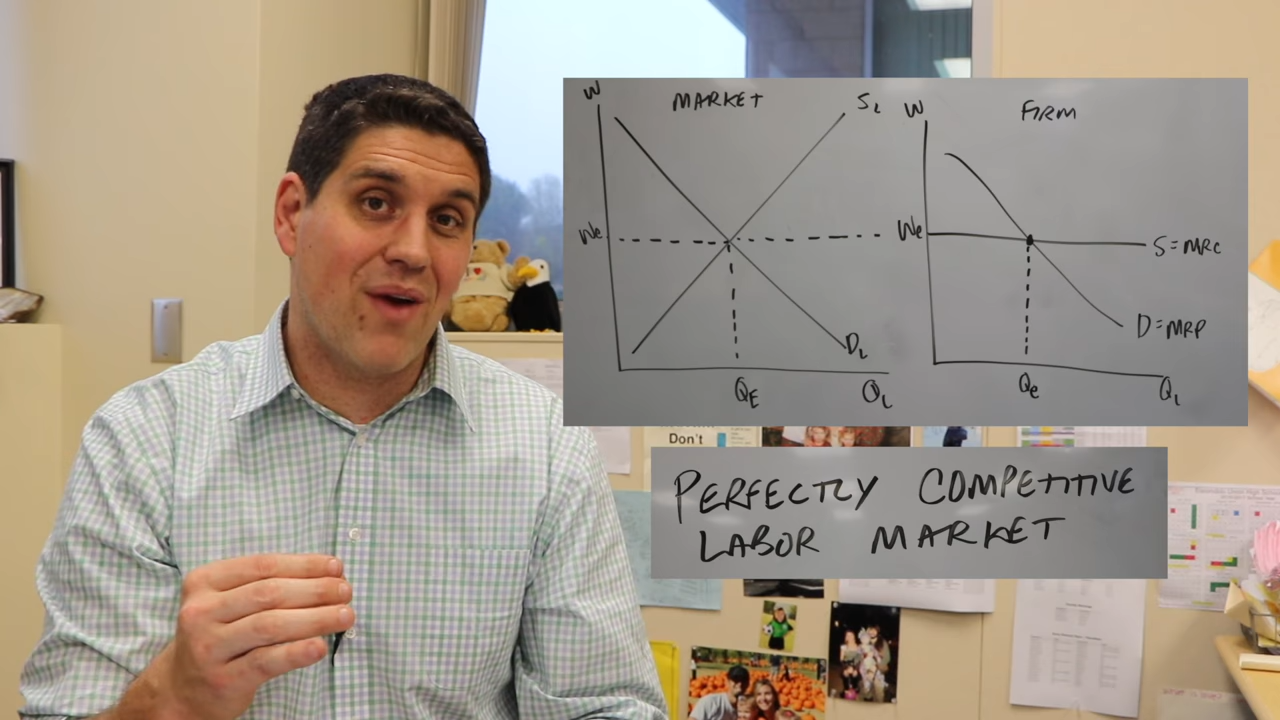 W MARKET SL
We
DL
QE QL
W FIRM
We S=MRC
D=MRP
Qe QL
Don't
PERFECTLY COMPETITIVE
LABOR MARKET